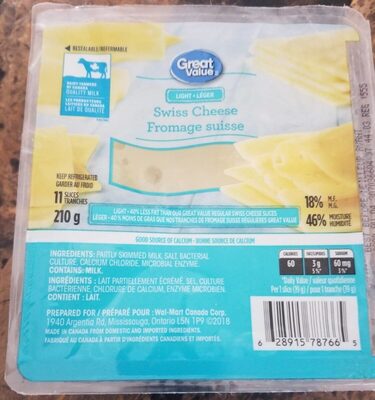 RESEALABLE/REFERMABLE
DAIRY FARMERS
OF CANADA
QUALITY MILK
LES PRODUCTEURS
LAITIERS DU CANADA
LAIT DE QUALITÉ
Great
Value
LIGHT • LÉGER
Swiss Cheese
Fromage suisse
KEEP REFRIGERATED
GARDER AU FROID
11 SLICES
TRANCHES
210 g
18% M.F.
M.G.
46% MOISTURE
HUMIDITÉ
LIGHT - 40% LESS FAT THAN OUR GREAT VALUE REGULAR SWISS CHEESE SLICES
LÉGER - 40 % MOINS DE GRAS QUE NOS TRANCHES DE FROMAGE SUISSE RÉGULIÈRES GREAT VALUE
GOOD SOURCE OF CALCIUM • BONNE SOURCE DE CALCIUM
INGREDIENTS: PARTLY SKIMMED MILK, SALT, BACTERIAL
CULTURE, CALCIUM CHLORIDE, MICROBIAL ENZYME.
CONTAINS: MILK.
INGRÉDIENTS : LAIT PARTIELLEMENT ÉCRÉMÉ, SEL, CULTURE
BACTÉRIENNE, CHLORURE DE CALCIUM, ENZYME MICROBIEN.
CONTIENT : LAIT.
CALORIES
60
FAT/LIPIDES
3 g
5 %*
SODIUM
60 mg
3 %*
*Daily Value / valeur quotidienne
Per 1 slice (19 g) / pour 1 tranche (19 g)
PREPARED FOR / PRÉPARÉ POUR : Wal-Mart Canada Corp.
1940 Argentia Rd, Mississauga, Ontario L5N 1P9 ©2018
MADE IN CANADA FROM DOMESTIC AND IMPORTED INGREDIENTS.
FABRIQUÉ AU CANADA À PARTIR D'INGRÉDIENTS CANADIENS ET IMPORTÉS.
6 28915 78766 5